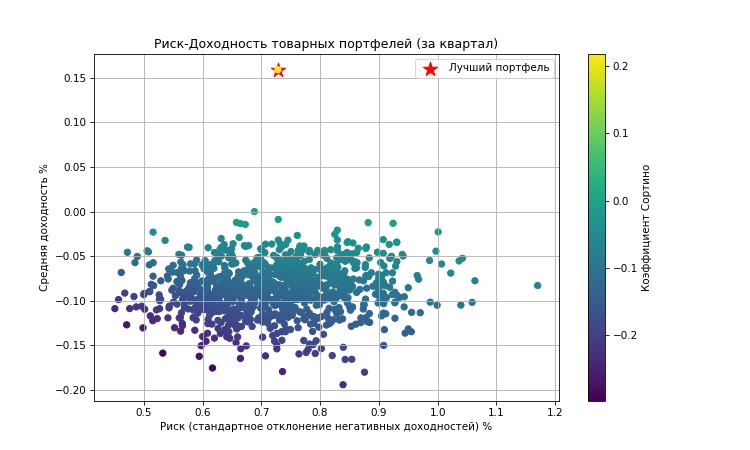 Риск-Доходность товарных портфелей (за квартал)
Лучший портфель
Средняя доходность %
0.15
0.10
0.05
0.00
−0.05
−0.10
−0.15
−0.20
0.5 0.6 0.7 0.8 0.9 1.0 1.1 1.2
Риск (стандартное отклонение негативных доходностей) %
0.2
0.1
0.0
−0.1
−0.2
Коэффициент Сортино